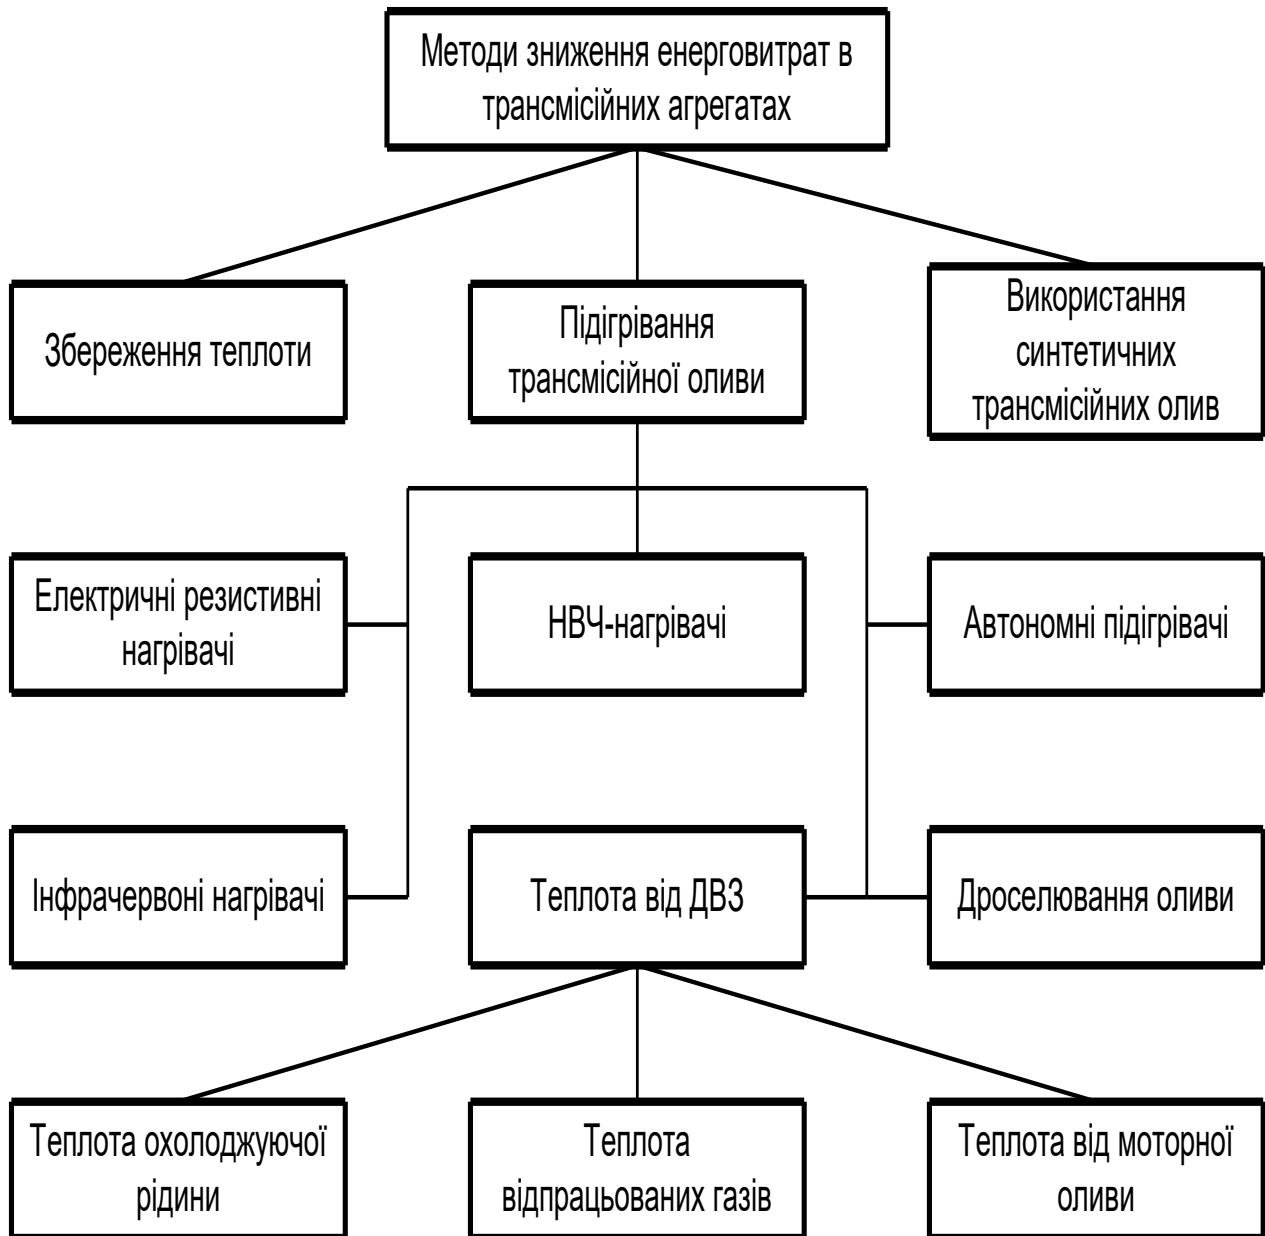 Методи зниження енерговитрат в
трансмісійних агрегатах
Збереження теплоти
Підігрівання
трансмісійної оливи
Використання
синтетичних
трансмісійних олив
Електричні резистивні
нагрівачі
НВЧ-нагрівачі
Автономні підігрівачі
Інфрачервоні нагрівачі
Теплота від ДВЗ
Дроселювання оливи
Теплота охолоджуючої
рідини
Теплота
відпрацьованих газів
Теплота від моторної
оливи